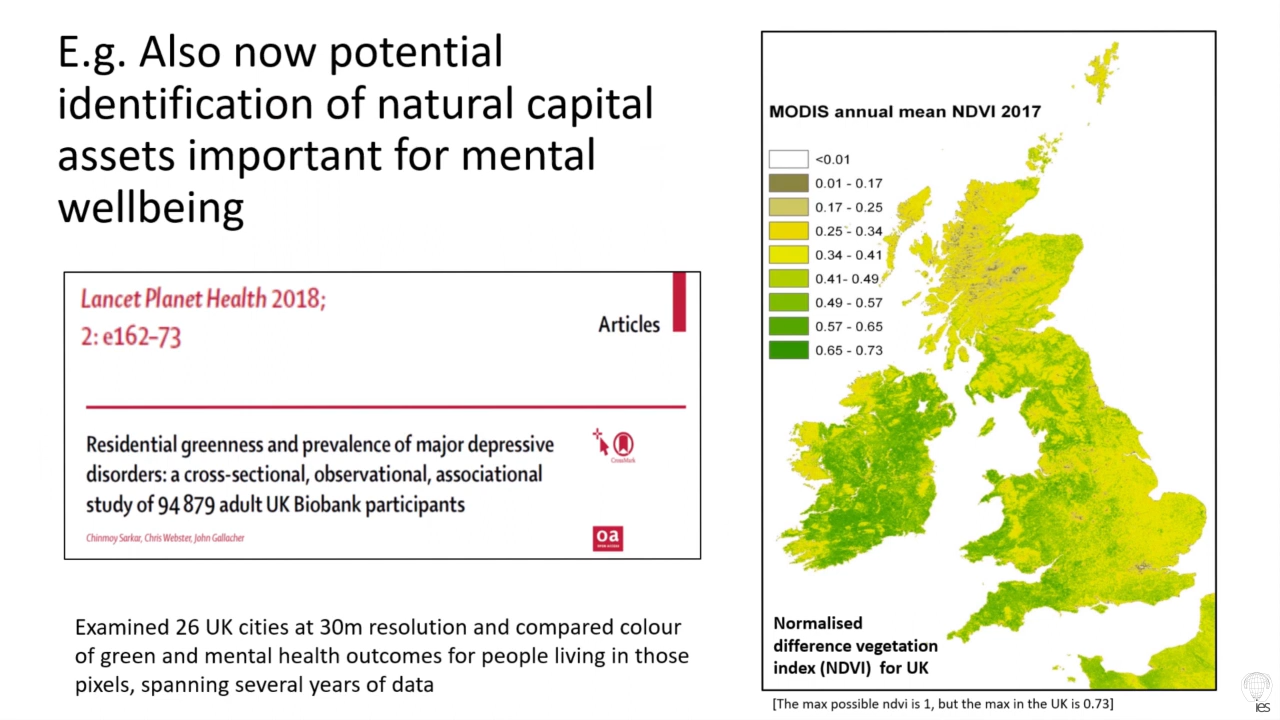 E.g. Also now potential
identification of natural capital
assets important for mental
wellbeing
Lancet Planet Health 2018;
2: e162–73
Articles
Residential greenness and prevalence of major depressive
disorders: a cross-sectional, observational, associational
study of 94 879 adult UK Biobank participants
CrossMark
Chinmoy Sarkar, Chris Webster, John Gallacher
oa
OPEN ACCESS
Examined 26 UK cities at 30m resolution and compared colour
of green and mental health outcomes for people living in those
pixels, spanning several years of data
MODIS annual mean NDVI 2017
<0.01
0.01 - 0.17
0.17 - 0.25
0.25 - 0.34
0.34 - 0.41
0.41- 0.49
0.49 - 0.57
0.57 - 0.65
0.65 - 0.73
Normalised
difference vegetation
index (NDVI) for UK
[The max possible ndvi is 1, but the max in the UK is 0.73]
ies